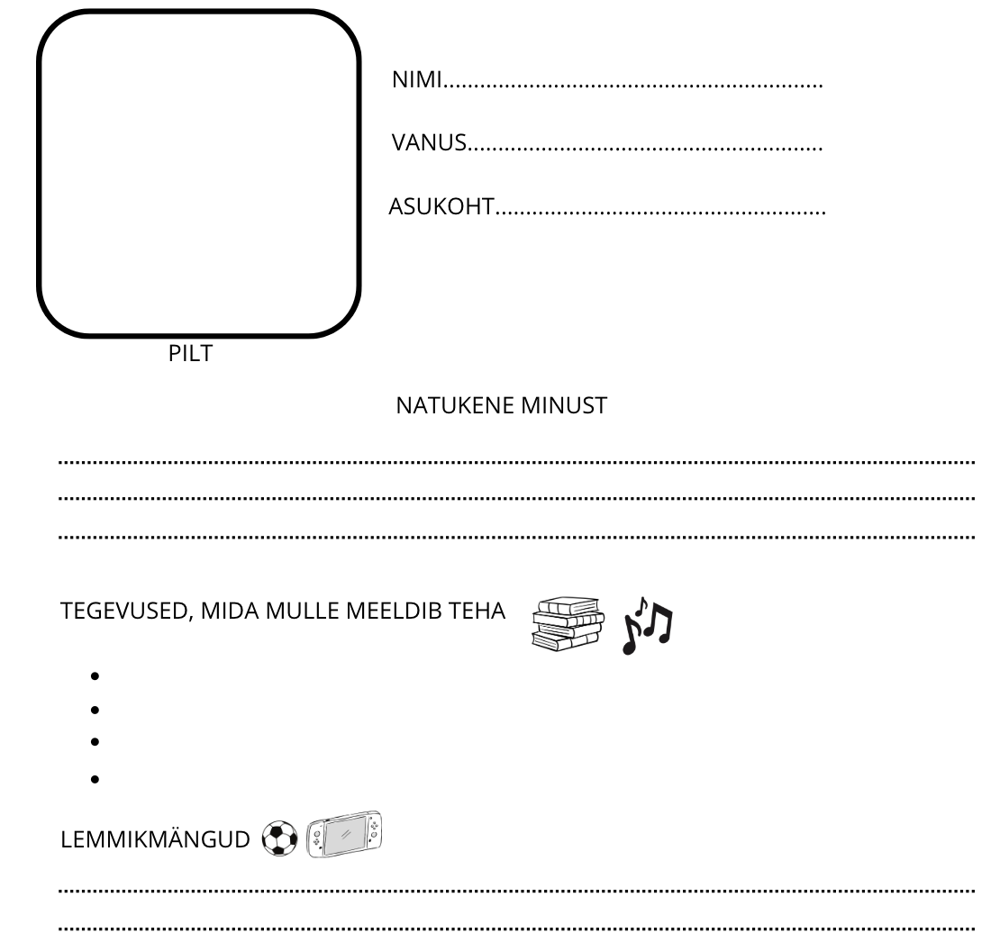 NIMI..............................................................
VANUS..........................................................
ASUKOHT......................................................
PILT
NATUKENE MINUST
TEGEVUSED, MIDA MULLE MEELDIB TEHA
LEMMIKMÄNGUD